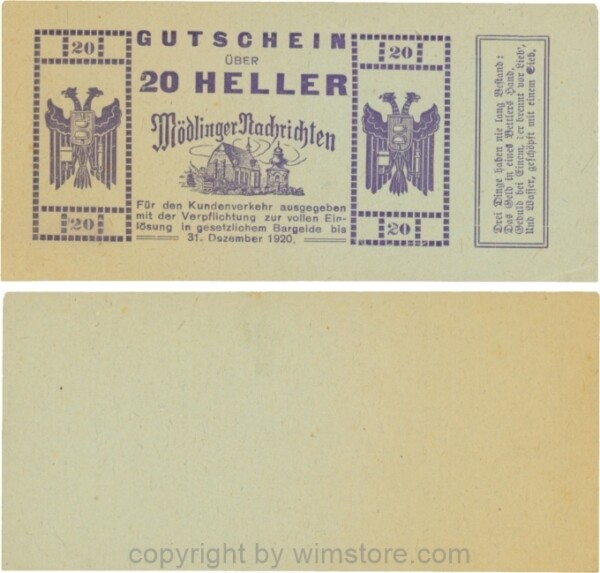 20
GUTSCHEIN
ÜBER
20 HELLER
20
Mödlinger Nachrichten
Für den Kundenverkehr ausgegeben
mit der Verpflichtung zur vollen Ein-
lösung in gesetzlichem Bargelde bis
31. Dezember 1920.
20
20
Drei Dinge haben nie lang Bestand:
Das Geld in eines Bettlers Hand,
Geduld bei Einem, der brennt vor Lieb',
Und Wasser, geschöpft mit einem Sieb.
copyright by wimstore.com